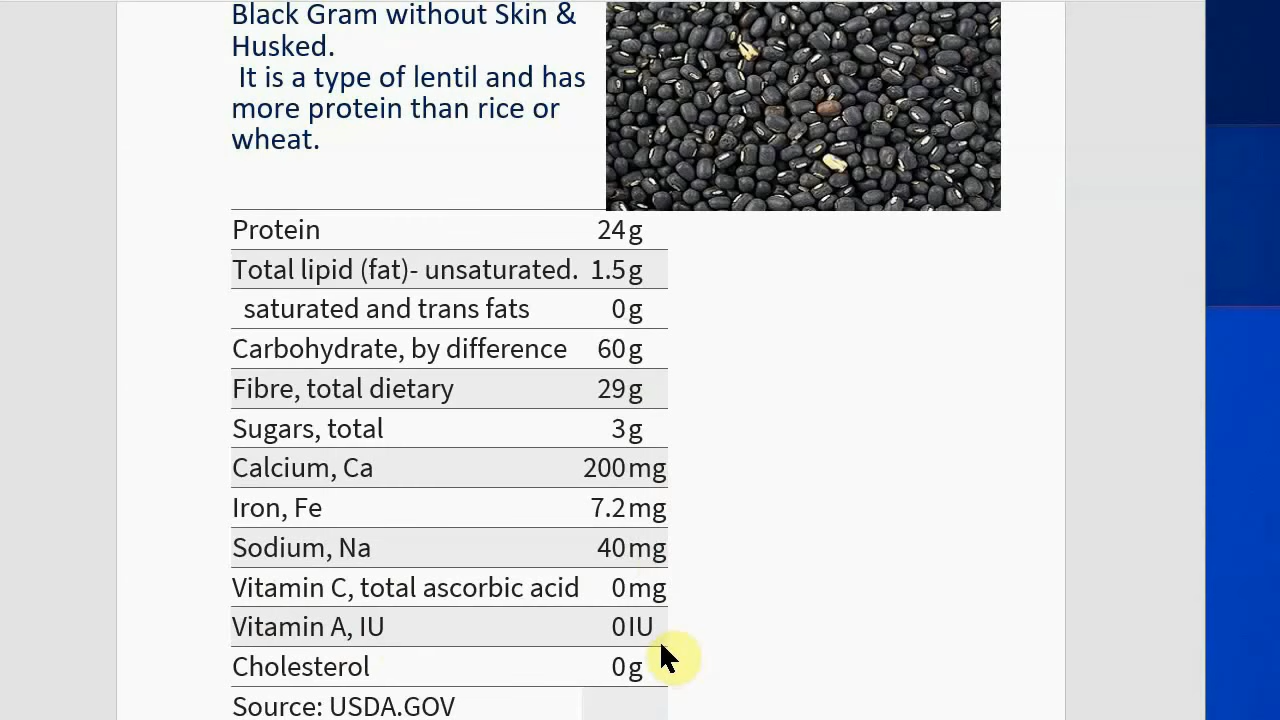 Black Gram without Skin &
Husked.
It is a type of lentil and has
more protein than rice or
wheat.
Protein 24 g
Total lipid (fat)- unsaturated. 1.5 g
saturated and trans fats 0 g
Carbohydrate, by difference 60 g
Fibre, total dietary 29 g
Sugars, total 3 g
Calcium, Ca 200 mg
Iron, Fe 7.2 mg
Sodium, Na 40 mg
Vitamin C, total ascorbic acid 0 mg
Vitamin A, IU 0 IU
Cholesterol 0 g
Source: USDA.GOV